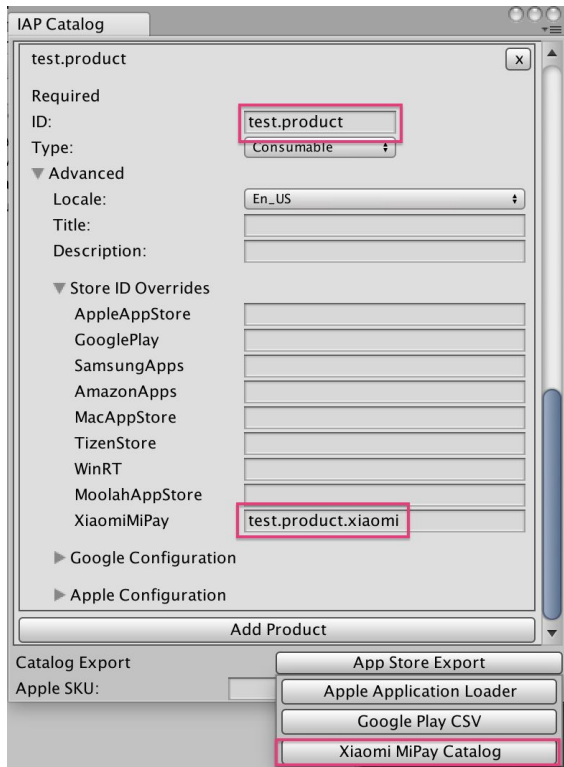 IAP Catalog
test.product x
Required
ID: test.product
Type: Consumable
Advanced
Locale: En_US
Title:
Description:
Store ID Overrides
AppleAppStore
GooglePlay
SamsungApps
AmazonApps
MacAppStore
TizenStore
WinRT
MoolahAppStore
XiaomiMiPay test.product.xiaomi
Google Configuration
Apple Configuration
Add Product
Catalog Export App Store Export
Apple SKU: Apple Application Loader
Google Play CSV
Xiaomi MiPay Catalog